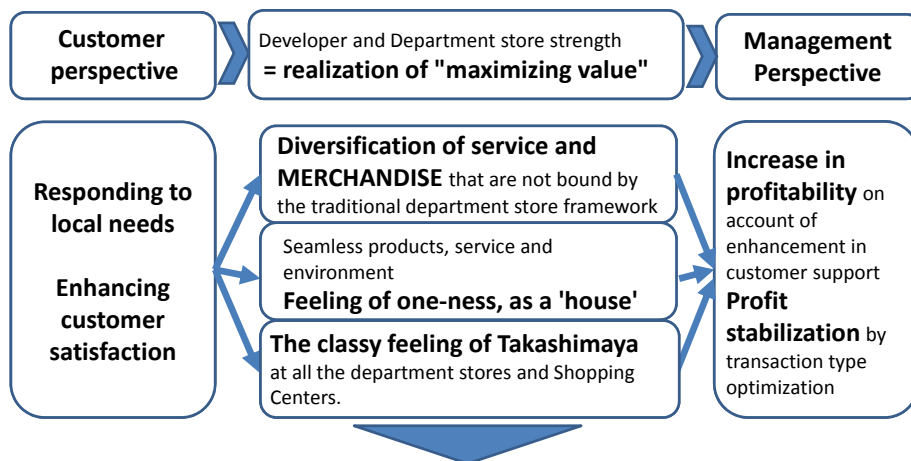 Customer
perspective
Developer and Department store strength
= realization of "maximizing value"
Management
Perspective
Responding to
local needs
Enhancing
customer
satisfaction
Diversification of service and
MERCHANDISE that are not bound by
the traditional department store framework
Seamless products, service and
environment
Feeling of one-ness, as a 'house'
The classy feeling of Takashimaya
at all the department stores and Shopping
Centers.
Increase in
profitability on
account of
enhancement in
customer support
Profit
stabilization by
transaction type
optimization